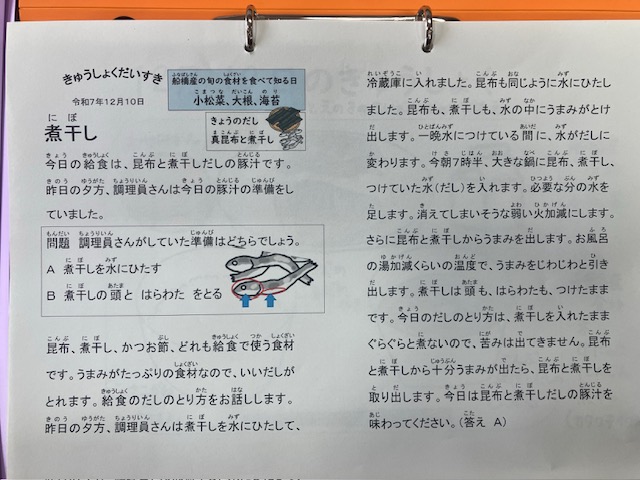 きゅうしょくだいすき
船橋産の旬の食材を食べて知る日
小松菜、大根、海苔
令和7年12月10日
きょうのだし
真昆布と煮干し
煮干し
今日の給食は、昆布と煮干しだしの豚汁です。
昨日の夕方、調理員さんは今日の豚汁の準備をし
ていました。
問題 調理員さんがしていた準備はどちらでしょう。
A 煮干しを水にひたす
B 煮干しの頭と はらわた をとる
昆布、煮干し、かつお節、どれも給食で使う食材
です。うまみがたっぷりの食材なので、いいだしが
とれます。給食のだしのとり方をお話します。
昨日の夕方、調理員さんは煮干しを水にひたして、
冷蔵庫に入れました。昆布も同じように水にひたし
ました。昆布も、煮干しも、水の中にうまみがとけ
出します。一晩水につけている間に、水がだしに
変わります。今朝7時半、大きな鍋に昆布、煮干し、
つけていた水(だし)を入れます。必要な分の水を
足します。消えてしまいそうな弱い火加減にします。
さらに昆布と煮干しからうまみを出します。お風呂
の湯加減くらいの温度で、うまみをじわじわと引き
出します。煮干しは頭も、はらわたも、つけたまま
です。今日のだしのとり方は、煮干しを入れたまま
ぐらぐらと煮ないので、苦みは出てきません。昆布
と煮干しから十分うまみが出たら、昆布と煮干しを
取り出します。今日は昆布と煮干しだしの豚汁を
味わってください。(答え A)